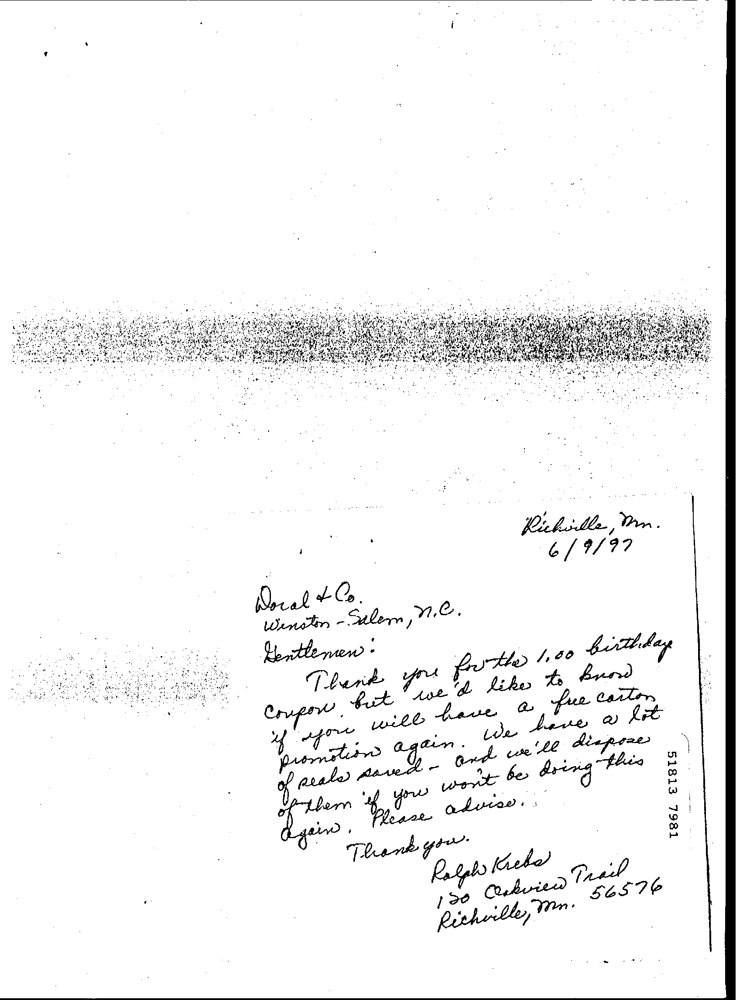 Richville, Mn.
6/9/97
Doral & Co.
Winston-Salem, N.C.
Gentlemen:
Thank you for the 1.00 birthday
coupon, but we'd like to know
if you will have a free carton
promotion again. We have a lot
of seals saved - and we'll dispose
of them if you won't be doing this
again. Please advise.
Thank you.
Ralph Krebs
120 Oakview Trail
Richville, Mn. 56576
51813 7981